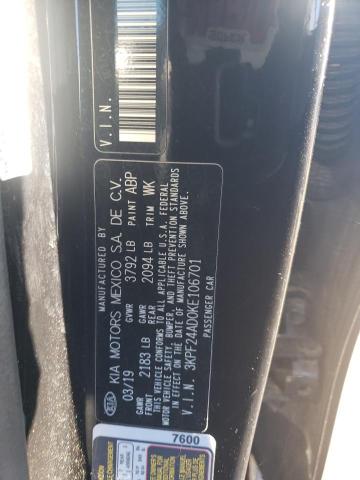 MANUFACTURED BY
KIA MOTORS MEXICO S.A. DE C.V.
03/19 GVWR 3792 LB PAINT ABP
GAWR FRONT 2183 LB GAWR REAR 2094 LB TRIM WK
THIS VEHICLE CONFORMS TO ALL APPLICABLE U.S.A. FEDERAL
MOTOR VEHICLE SAFETY, BUMPER, AND THEFT PREVENTION STANDARDS
IN EFFECT ON THE DATE OF MANUFACTURE SHOWN ABOVE.
V.I.N. 3KPF24AD0KE106701
PASSENGER CAR
V.I.N.
7600
KIA